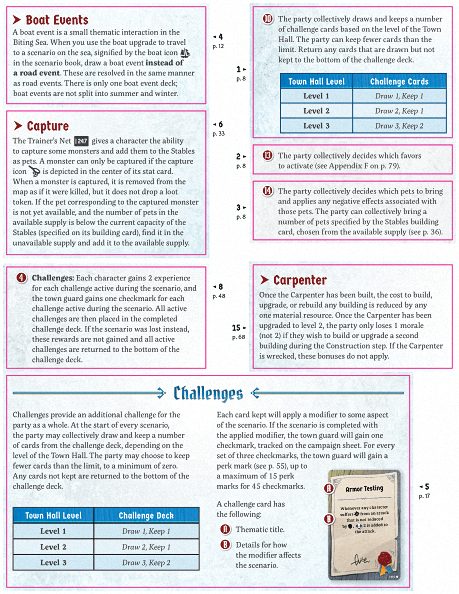 Boat Events
A boat event is a small thematic interaction in the
Biting Sea. When you use the boat upgrade to travel
to a scenario on the sea, signified by the boat icon
in the scenario book, draw a boat event instead of
a road event. These are resolved in the same manner
as road events. There is only one boat event deck;
boat events are not split into summer and winter.
4
p.12
Capture
The Trainer's Net 247 gives a character the ability
to capture some monsters and add them to the Stables
as pets. A monster can only be captured if the capture
icon is depicted in the center of its stat card.
When a monster is captured, it is removed from the
map as if it were killed, but it does not drop a loot
token. If the pet corresponding to the captured monster
is not yet available, and the number of pets in the
available supply is below the current capacity of the
Stables (specified on its building card), find it in the
unavailable supply and add it to the available supply.
6
p. 33
4 Challenges: Each character gains 2 experience
for each challenge active during the scenario, and
the town guard gains one checkmark for each
challenge active during the scenario. All active
challenges are then placed in the completed
challenge deck. If the scenario was lost instead,
these rewards are not gained and all active
challenges are returned to the bottom of the
challenge deck.
8
p. 48
10 The party collectively draws and keeps a number
of challenge cards based on the level of the Town
Hall. The party can keep fewer cards than the
limit. Return any cards that are drawn but not
kept to the bottom of the challenge deck.
1
p. 8
Town Hall Level Challenge Cards
Level 1 Draw 1, Keep 1
Level 2 Draw 2, Keep 1
Level 3 Draw 3, Keep 2
13 The party collectively decides which favors
to activate (see Appendix F on p. 79).
2
p. 8
14 The party collectively decides which pets to bring
and applies any negative effects associated with
those pets. The party can collectively bring a
number of pets specified by the Stables building
card, chosen from the available supply (see p. 36).
3
p. 8
Carpenter
Once the Carpenter has been built, the cost to build,
upgrade, or rebuild any building is reduced by any
one material resource. Once the Carpenter has been
upgraded to level 2, the party only loses 1 morale
(not 2) if they wish to build or upgrade a second
building during the Construction step. If the Carpenter
is wrecked, these bonuses do not apply.
15
p. 68
Challenges
Challenges provide an additional challenge for the
party as a whole. At the start of every scenario,
the party may collectively draw and keep a number
of cards from the challenge deck, depending on the
level of the Town Hall. The party may choose to keep
fewer cards than the limit, to a minimum of zero.
Any cards not kept are returned to the bottom of the
challenge deck.
Town Hall Level Challenge Deck
Level 1 Draw 1, Keep 1
Level 2 Draw 2, Keep 1
Level 3 Draw 3, Keep 2
Each card kept will apply a modifier to some aspect
of the scenario. If the scenario is completed with
the applied modifier, the town guard will gain one
checkmark, tracked on the campaign sheet. For every
set of three checkmarks, the town guard will gain a
perk mark (see p. 55), up to
a maximum of 15 perk
marks for 45 checkmarks.
A challenge card has
the following:
A Thematic title.
B Details for how
the modifier affects
the scenario.
A
Armor Testing
B
Whenever any character
suffers from an attack
that is not reduced
is added to
the attack.
5
p. 17